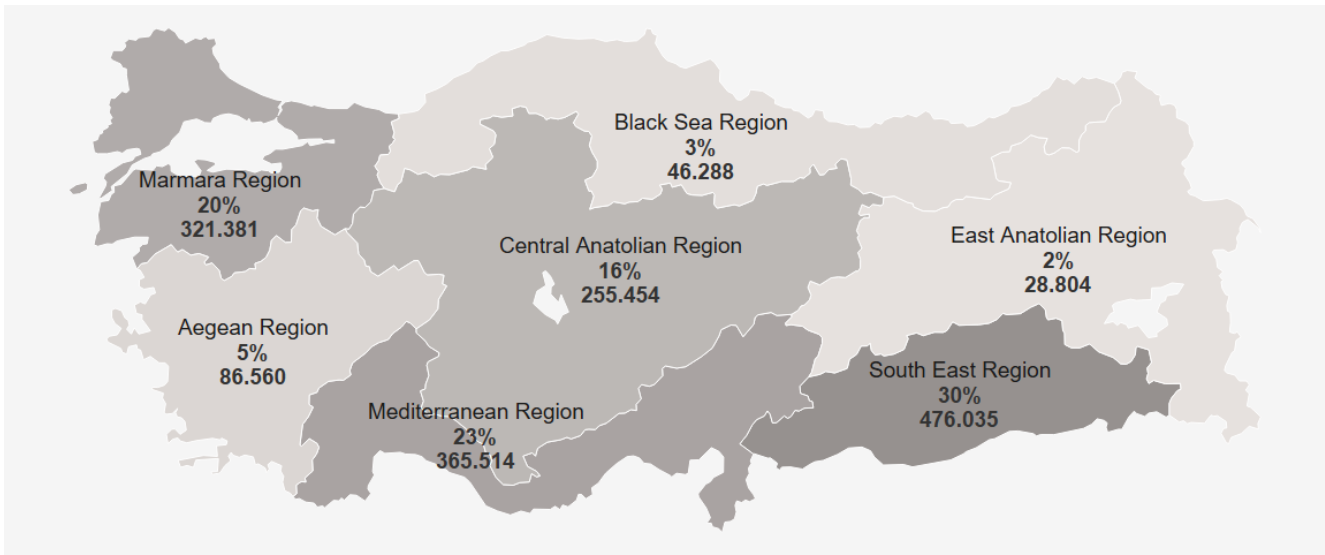 Black Sea Region
3%
46.288
Marmara Region
20%
321.381
Central Anatolian Region
16%
255.454
East Anatolian Region
2%
28.804
Aegean Region
5%
86.560
South East Region
30%
476.035
Mediterranean Region
23%
365.514